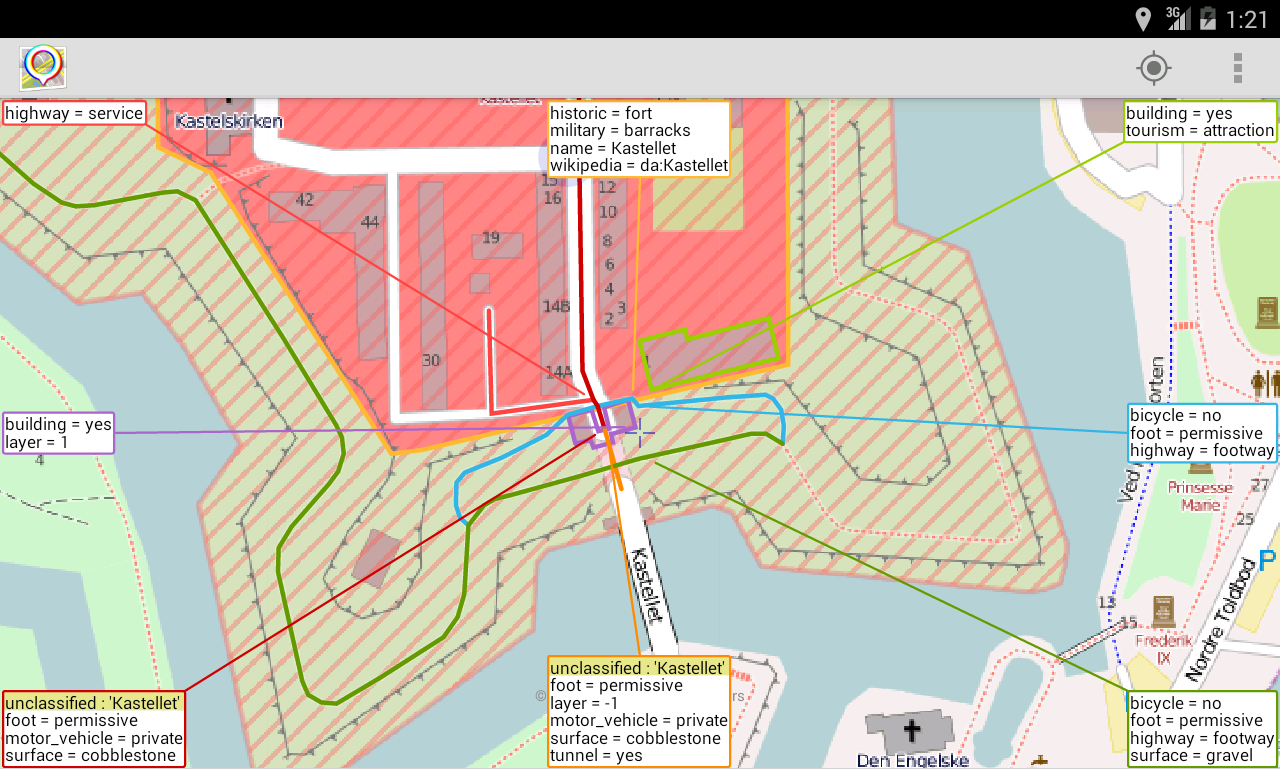 3G 1:21
highway = service
Kastelskirken
historic = fort
military = barracks
name = Kastellet
wikipedia = da:Kastellet
building = yes
tourism = attraction
42
44
19
15
16
12
10
8
6
4
2
3
14B
14A
30
1
building = yes
layer = 1
4
bicycle = no
foot = permissive
highway = footway
Prinsesse
Marie
27
25
P
13
15
Frederik
IX
Nordre Toldbod
Kastellet
unclassified : 'Kastellet'
foot = permissive
motor_vehicle = private
surface = cobblestone
unclassified : 'Kastellet'
foot = permissive
layer = -1
motor_vehicle = private
surface = cobblestone
tunnel = yes
©
bicycle = no
foot = permissive
highway = footway
surface = gravel
Den Engelske